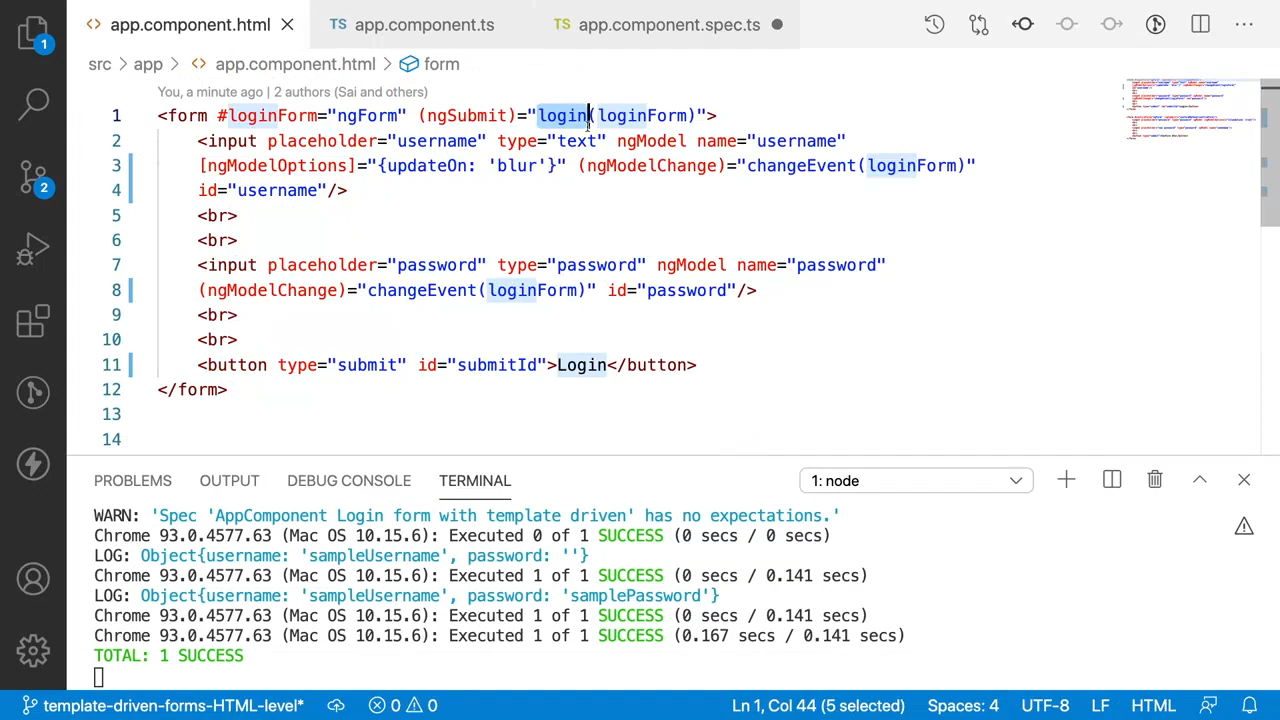 app.component.html
TS app.component.ts
TS app.component.spec.ts
1
src > app > app.component.html > form
You, a minute ago | 2 authors (Sai and others)
1 <form #loginForm="ngForm" (ngSubmit)="login(loginForm)">
2 <input placeholder="username" type="text" ngModel name="username"
3 [ngModelOptions]="{updateOn: 'blur'}" (ngModelChange)="changeEvent(loginForm)"
4 id="username"/>
5 <br>
6 <br>
7 <input placeholder="password" type="password" ngModel name="password"
8 (ngModelChange)="changeEvent(loginForm)" id="password"/>
9 <br>
10 <br>
11 <button type="submit" id="submitId">Login</button>
12 </form>
13
14
2
PROBLEMS OUTPUT DEBUG CONSOLE TERMINAL 1: node
WARN: 'Spec 'AppComponent Login form with template driven' has no expectations.'
Chrome 93.0.4577.63 (Mac OS 10.15.6): Executed 0 of 1 SUCCESS (0 secs / 0 secs)
LOG: Object{username: 'sampleUsername', password: ''}
Chrome 93.0.4577.63 (Mac OS 10.15.6): Executed 1 of 1 SUCCESS (0 secs / 0.141 secs)
LOG: Object{username: 'sampleUsername', password: 'samplePassword'}
Chrome 93.0.4577.63 (Mac OS 10.15.6): Executed 1 of 1 SUCCESS (0 secs / 0.141 secs)
Chrome 93.0.4577.63 (Mac OS 10.15.6): Executed 1 of 1 SUCCESS (0.167 secs / 0.141 secs)
TOTAL: 1 SUCCESS
template-driven-forms-HTML-level* 0 0 Ln 1, Col 44 (5 selected) Spaces: 4 UTF-8 LF HTML